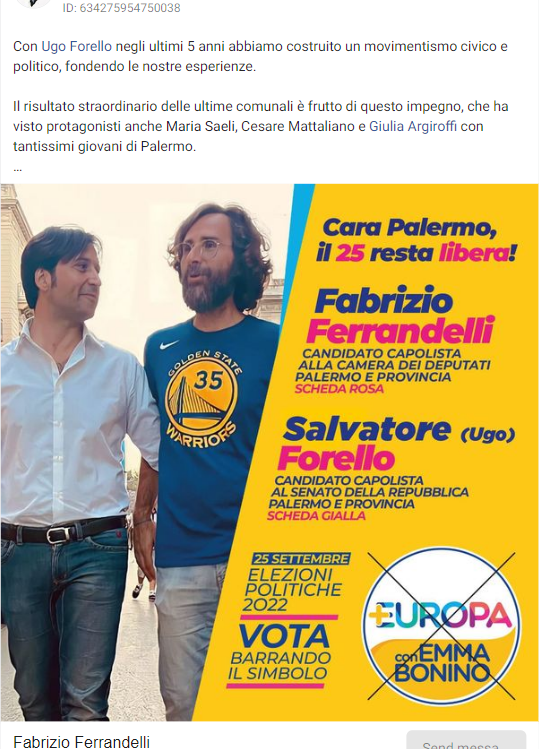 ID: 634275954750038
Con Ugo Forello negli ultimi 5 anni abbiamo costruito un movimentismo civico e
politico, fondendo le nostre esperienze.
Il risultato straordinario delle ultime comunali è frutto di questo impegno, che ha
visto protagonisti anche Maria Saeli, Cesare Mattaliano e Giulia Argiroffi con
tantissimi giovani di Palermo.
...
Cara Palermo,
il 25 resta libera!
Fabrizio
Ferrandelli
CANDIDATO CAPOLISTA
ALLA CAMERA DEI DEPUTATI
PALERMO E PROVINCIA
SCHEDA ROSA
GOLDEN STATE
35
WARRIORS
Salvatore (Ugo)
Forello
CANDIDATO CAPOLISTA
AL SENATO DELLA REPUBBLICA
PALERMO E PROVINCIA
SCHEDA GIALLA
25 SETTEMBRE
ELEZIONI
POLITICHE
2022
VOTA
BARRANDO
IL SIMBOLO
+EUROPA
con EMMA
BONINO
Fabrizio Ferrandelli
Send messa...